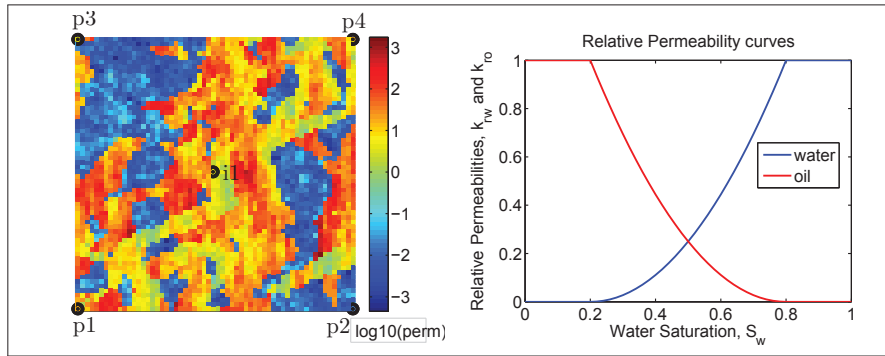 p3
p4
i1
p1
p2
3
2
1
0
−1
−2
−3
log10(perm)
Relative Permeability curves
Relative Permeabilities, k_rw and k_ro
1
0.8
0.6
0.4
0.2
0
water
oil
0
0.2
0.4
0.6
0.8
1
Water Saturation, S_w